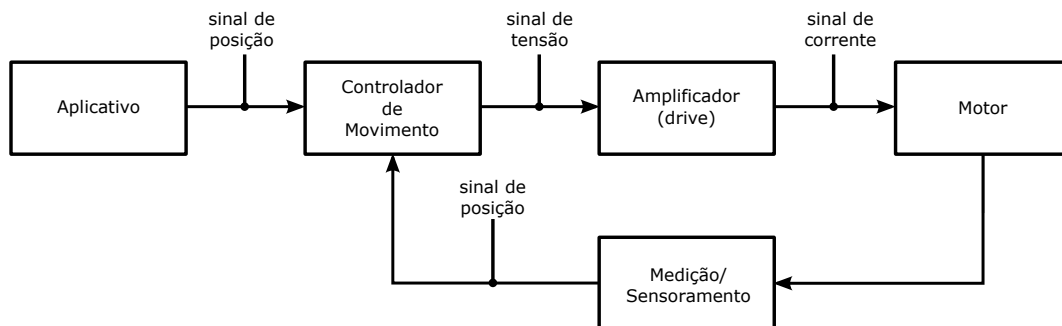 sinal de
posição
sinal de
tensão
sinal de
corrente
Aplicativo
Controlador
de
Movimento
Amplificador
(drive)
Motor
sinal de
posição
Medição/
Sensoramento